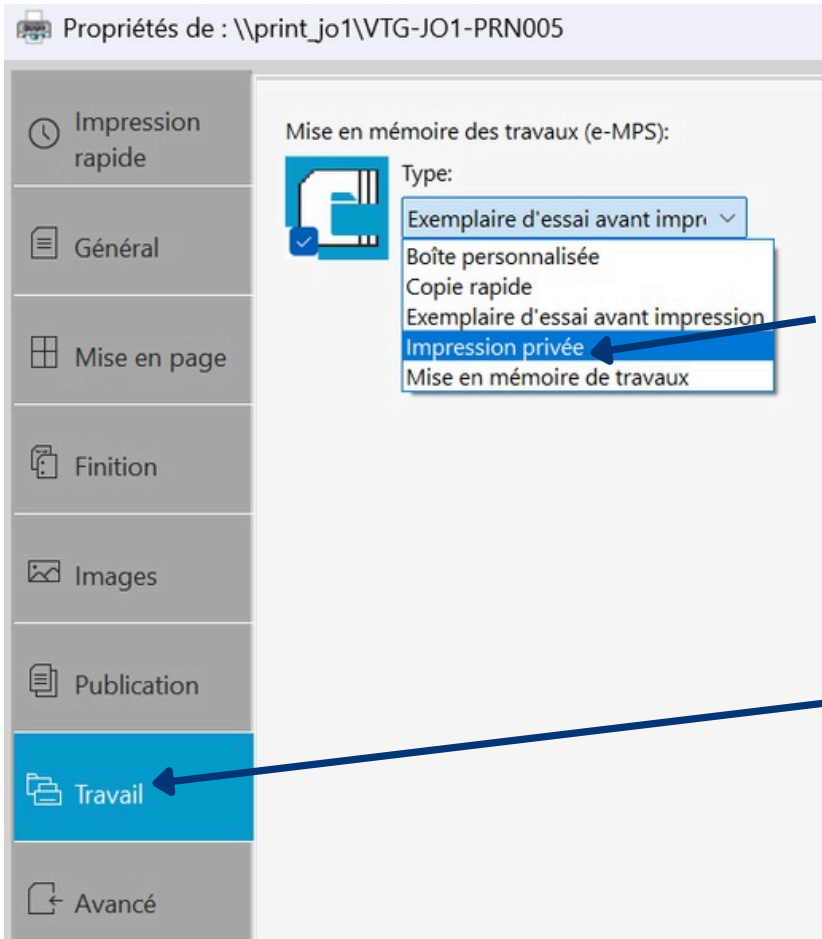 Propriétés de : \\print_jo1\VTG-JO1-PRN005
Impression
rapide
Général
Mise en page
Finition
Images
Publication
Travail
Avancé
Mise en mémoire des travaux (e-MPS):
Type:
Exemplaire d'essai avant impr
Boîte personnalisée
Copie rapide
Exemplaire d'essai avant impression
Impression privée
Mise en mémoire de travaux